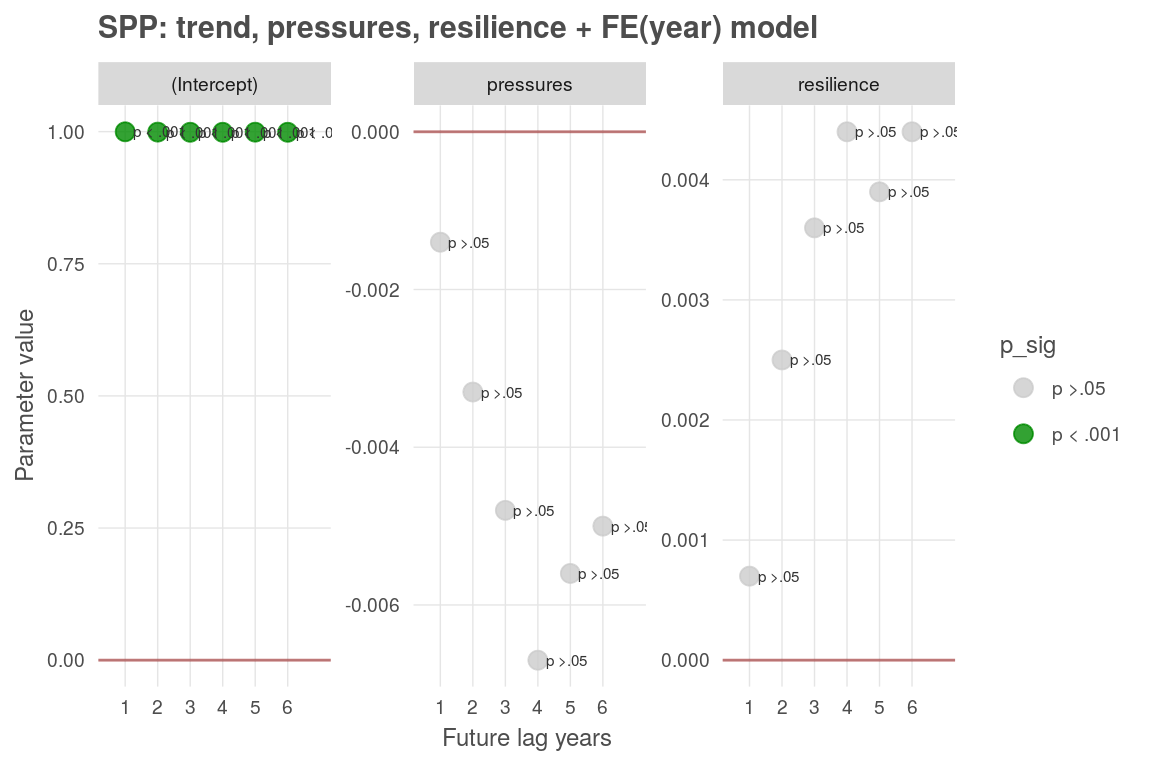 SPP: trend, pressures, resilience + FE(year) model
(Intercept)
pressures
resilience
Parameter value
1.00
0.75
0.50
0.25
0.00
p < .001
1 2 3 4 5 6
0.000
-0.002
-0.004
-0.006
p >.05
p >.05
p >.05
p >.05
p >.05
p >.05
1 2 3 4 5 6
0.004
0.003
0.002
0.001
0.000
p >.05
p >.05
p >.05
p >.05
p >.05
p >.05
1 2 3 4 5 6
Future lag years
p_sig
p >.05
p < .001